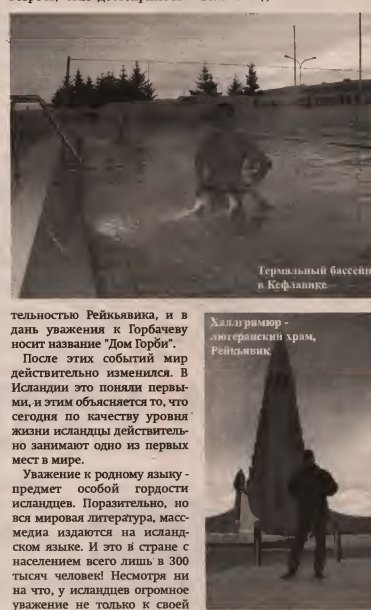 Термальный бассейн
в Кефлавике
тельностью Рейкьявика, и в
дань уважения к Горбачеву
носит название "Дом Горби".
После этих событий мир
действительно изменился. В
Исландии это поняли первы-
ми, и этим объясняется то, что
сегодня по качеству уровня
жизни исландцы действитель-
но занимают одно из первых
мест в мире.
Уважение к родному языку -
предмет особой гордости
исландцев. Поразительно, но
вся мировая литература, масс-
медиа издаются на исланд-
ском языке. И это в стране с
населением всего лишь в 300
тысяч человек! Несмотря ни
на что, у исландцев огромное
уважение не только к своей
Халлгримюр -
лютеранский храм,
Рейкьявик